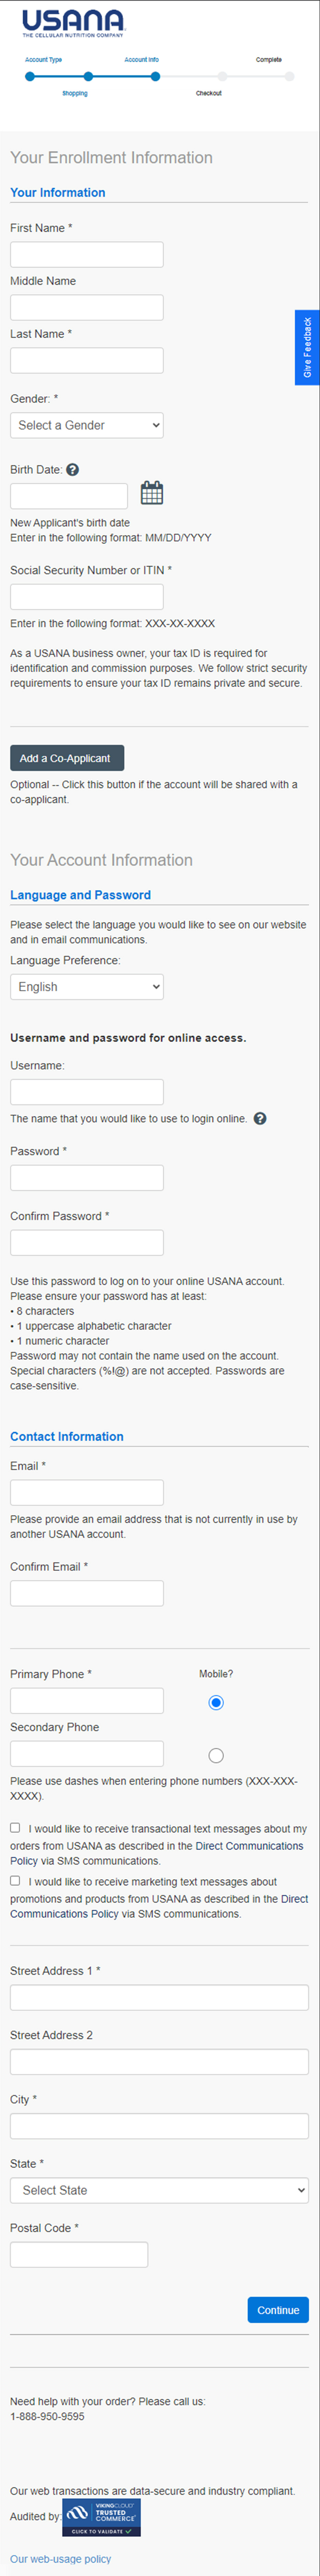 USANA
THE CELLULAR NUTRITION COMPANY
Account Type
Account Info
Complete
Shopping
Checkout
Your Enrollment Information
Your Information
First Name *
Middle Name
Last Name *
Give Feedback
Gender: *
Select a Gender
Birth Date: ?
New Applicant's birth date
Enter in the following format: MM/DD/YYYY
Social Security Number or ITIN *
Enter in the following format: XXX-XX-XXXX
As a USANA business owner, your tax ID is required for
identification and commission purposes. We follow strict security
requirements to ensure your tax ID remains private and secure.
Add a Co-Applicant
Optional -- Click this button if the account will be shared with a
co-applicant.
Your Account Information
Language and Password
Please select the language you would like to see on our website
and in email communications.
Language Preference:
English
Username and password for online access.
Username:
The name that you would like to use to login online. ?
Password *
Confirm Password *
Use this password to log on to your online USANA account.
Please ensure your password has at least:
• 8 characters
• 1 uppercase alphabetic character
• 1 numeric character
Password may not contain the name used on the account.
Special characters (%!@) are not accepted. Passwords are
case-sensitive.
Contact Information
Email *
Please provide an email address that is not currently in use by
another USANA account.
Confirm Email *
Primary Phone *
Mobile?
Secondary Phone
Please use dashes when entering phone numbers (XXX-XXX-
XXXX).
I would like to receive transactional text messages about my
orders from USANA as described in the Direct Communications
Policy via SMS communications.
I would like to receive marketing text messages about
promotions and products from USANA as described in the Direct
Communications Policy via SMS communications.
Street Address 1 *
Street Address 2
City *
State *
Select State
Postal Code *
Continue
Need help with your order? Please call us:
1-888-950-9595
Our web transactions are data-secure and industry compliant.
Audited by:
VIKINGCLOUD
TRUSTED
COMMERCE
CLICK TO VALIDATE ✓
Our web-usage policy